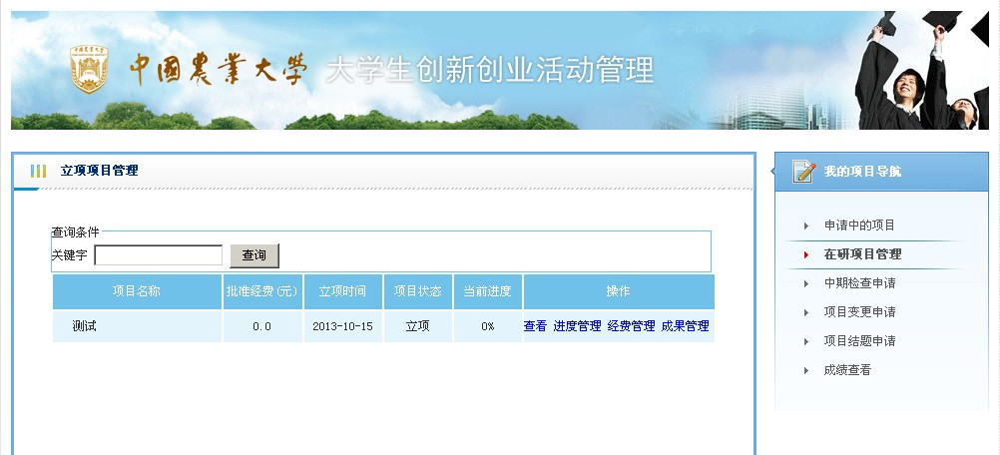 中国农业大学
中國農業大學 大学生创新创业活动管理
立项项目管理
查询条件
关键字 查询
项目名称 批准经费(元) 立项时间 项目状态 当前进度 操作
测试 0.0 2013-10-15 立项 0% 查看 进度管理 经费管理 成果管理
我的项目导航
申请中的项目
在研项目管理
中期检查申请
项目变更申请
项目结题申请
成绩查看